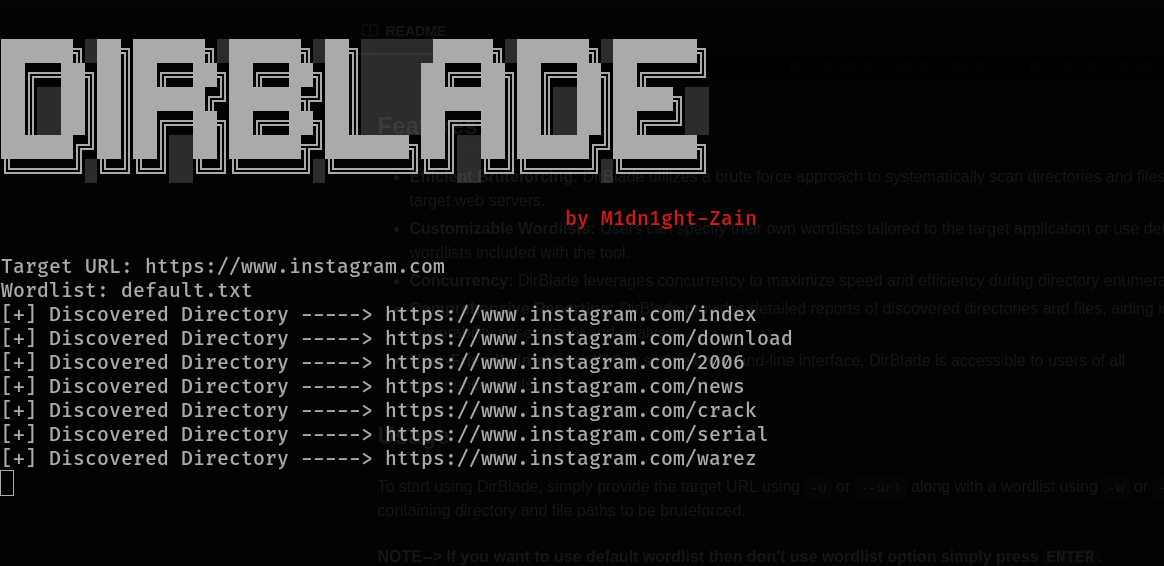 README
DIRBLADE
Features
Efficient Bruteforcing: DirBlade utilizes a brute force approach to systematically scan directories and files
target web servers.
by M1dn1ght-Zain
Customizable Wordlists: Users can specify their own wordlists tailored to the target application or use def
wordlists included with the tool.
Target URL: https://www.instagram.com
Concurrency: DirBlade leverages concurrency to maximize speed and efficiency during directory enumera
Wordlist: default.txt
Comprehensive Reporting: DirBlade provides detailed reports of discovered directories and files, aiding i
[+] Discovered Directory -----> https://www.instagram.com/index
[+] Discovered Directory -----> https://www.instagram.com/download
[+] Discovered Directory -----> https://www.instagram.com/2006
interface, DirBlade is accessible to users of all
[+] Discovered Directory -----> https://www.instagram.com/news
[+] Discovered Directory -----> https://www.instagram.com/crack
[+] Discovered Directory -----> https://www.instagram.com/serial
Usage
[+] Discovered Directory -----> https://www.instagram.com/warez
To start using DirBlade, simply provide the target URL using -u or --url along with a wordlist using -w or
containing directory and file paths to be bruteforced.
NOTE--> If you want to use default wordlist then don't use wordlist option simply press ENTER.